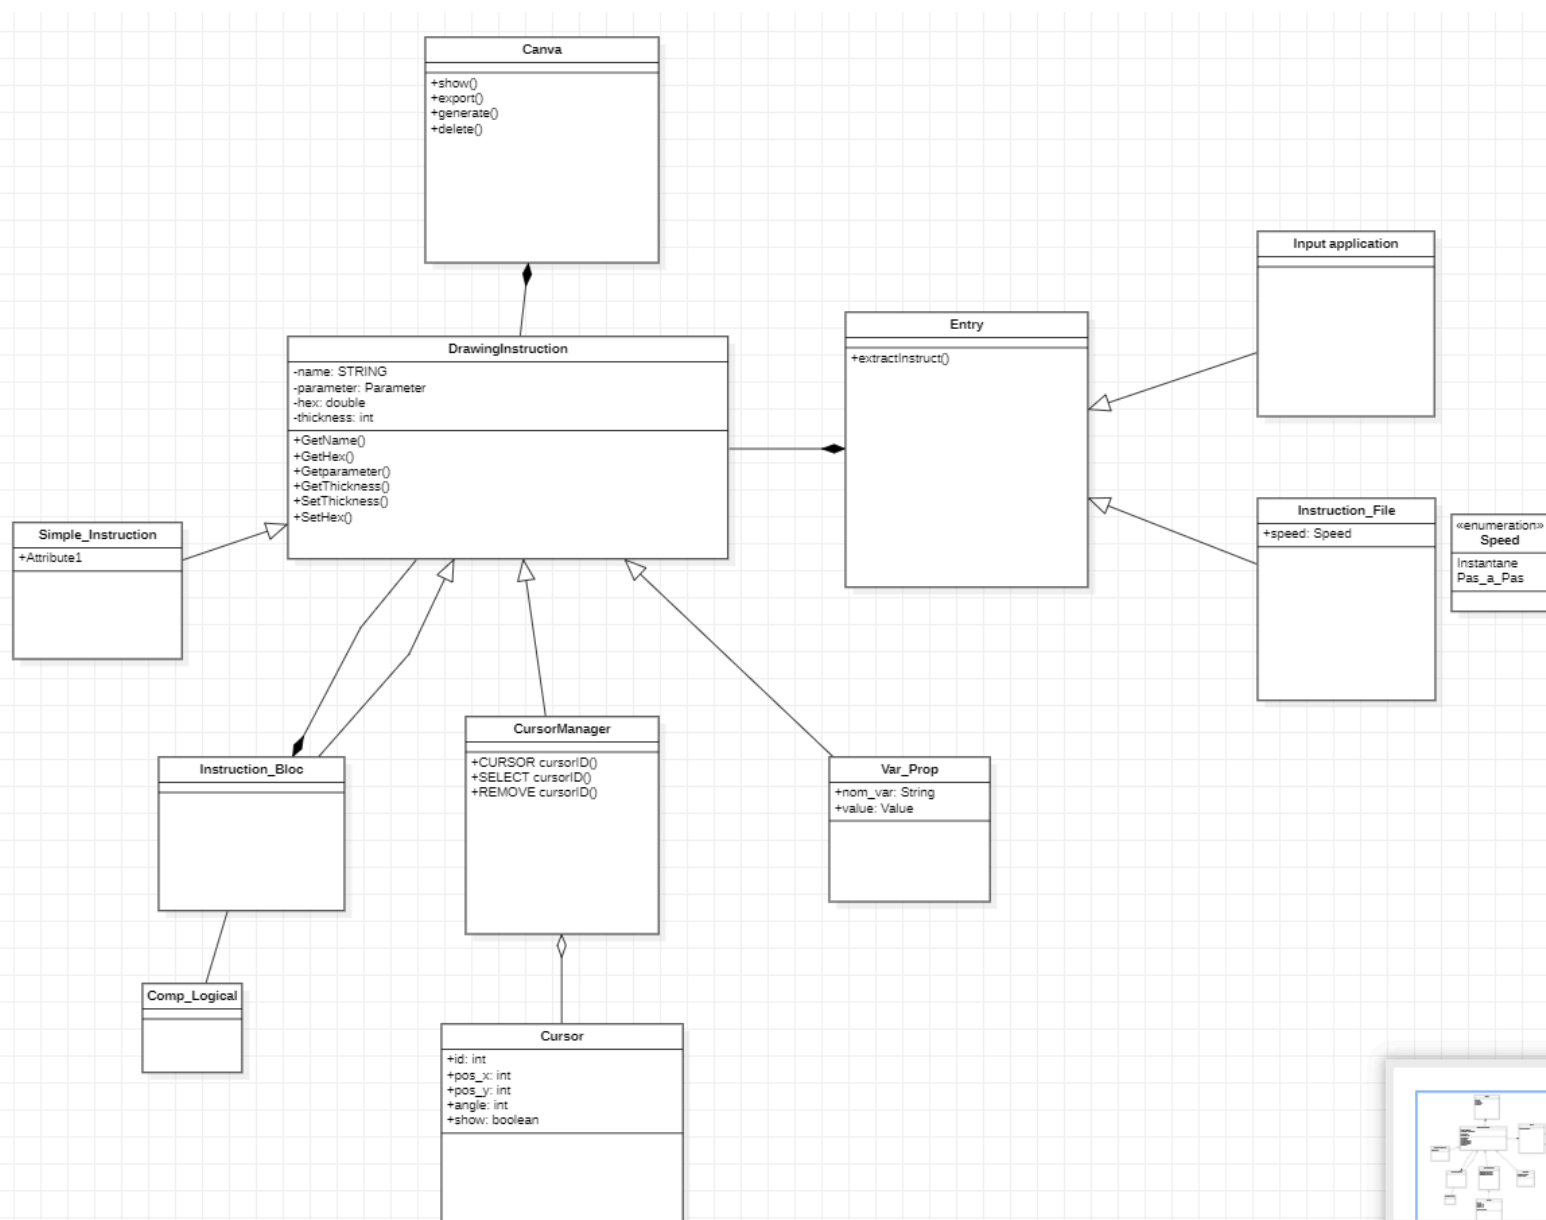 Canva
+show()
+export()
+generate()
+delete()
Input application
Entry
+extractInstruct()
DrawingInstruction
-name: STRING
-parameter: Parameter
-hex: double
-thickness: int
+GetName()
+GetHex()
+Getparameter()
+GetThickness()
+SetThickness()
+SetHex()
Simple_Instruction
+Attribute1
Instruction_File
+speed: Speed
«enumeration»
Speed
Instantane
Pas_a_Pas
Instruction_Bloc
CursorManager
+CURSOR cursorID()
+SELECT cursorID()
+REMOVE cursorID()
Var_Prop
+nom_var: String
+value: Value
Comp_Logical
Cursor
+id: int
+pos_x: int
+pos_y: int
+angle: int
+show: boolean